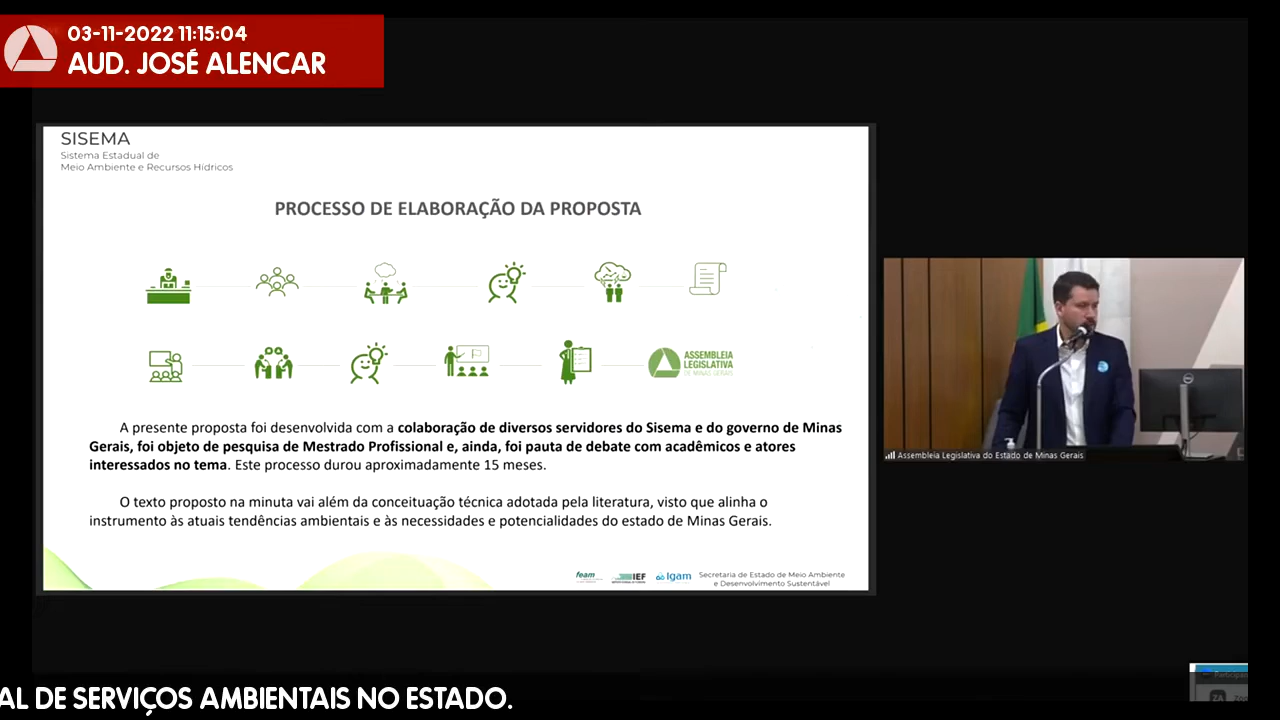 03-11-2022 11:15:04
AUD. JOSÉ ALENCAR
SISEMA
Sistema Estadual de
Meio Ambiente e Recursos Hídricos
PROCESSO DE ELABORAÇÃO DA PROPOSTA
ASSEMBLEIA
LEGISLATIVA
DE MINAS GERAIS
A presente proposta foi desenvolvida com a colaboração de diversos servidores do Sisema e do governo de Minas
Gerais, foi objeto de pesquisa de Mestrado Profissional e, ainda, foi pauta de debate com acadêmicos e atores
interessados no tema. Este processo durou aproximadamente 15 meses.
O texto proposto na minuta vai além da conceituação técnica adotada pela literatura, visto que alinha o
instrumento às atuais tendências ambientais e às necessidades e potencialidades do estado de Minas Gerais.
feam
IEF
Igam
Secretaria de Estado de Meio Ambiente
e Desenvolvimento Sustentável
DELL
Assembleia Legislativa do Estado de Minas Gerais
ZA
AL DE SERVIÇOS AMBIENTAIS NO ESTADO.